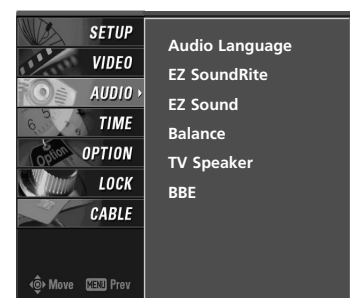 SETUP
VIDEO
AUDIO
TIME
OPTION
LOCK
CABLE
Move MENU Prev
Audio Language
EZ SoundRite
EZ Sound
Balance
TV Speaker
BBE